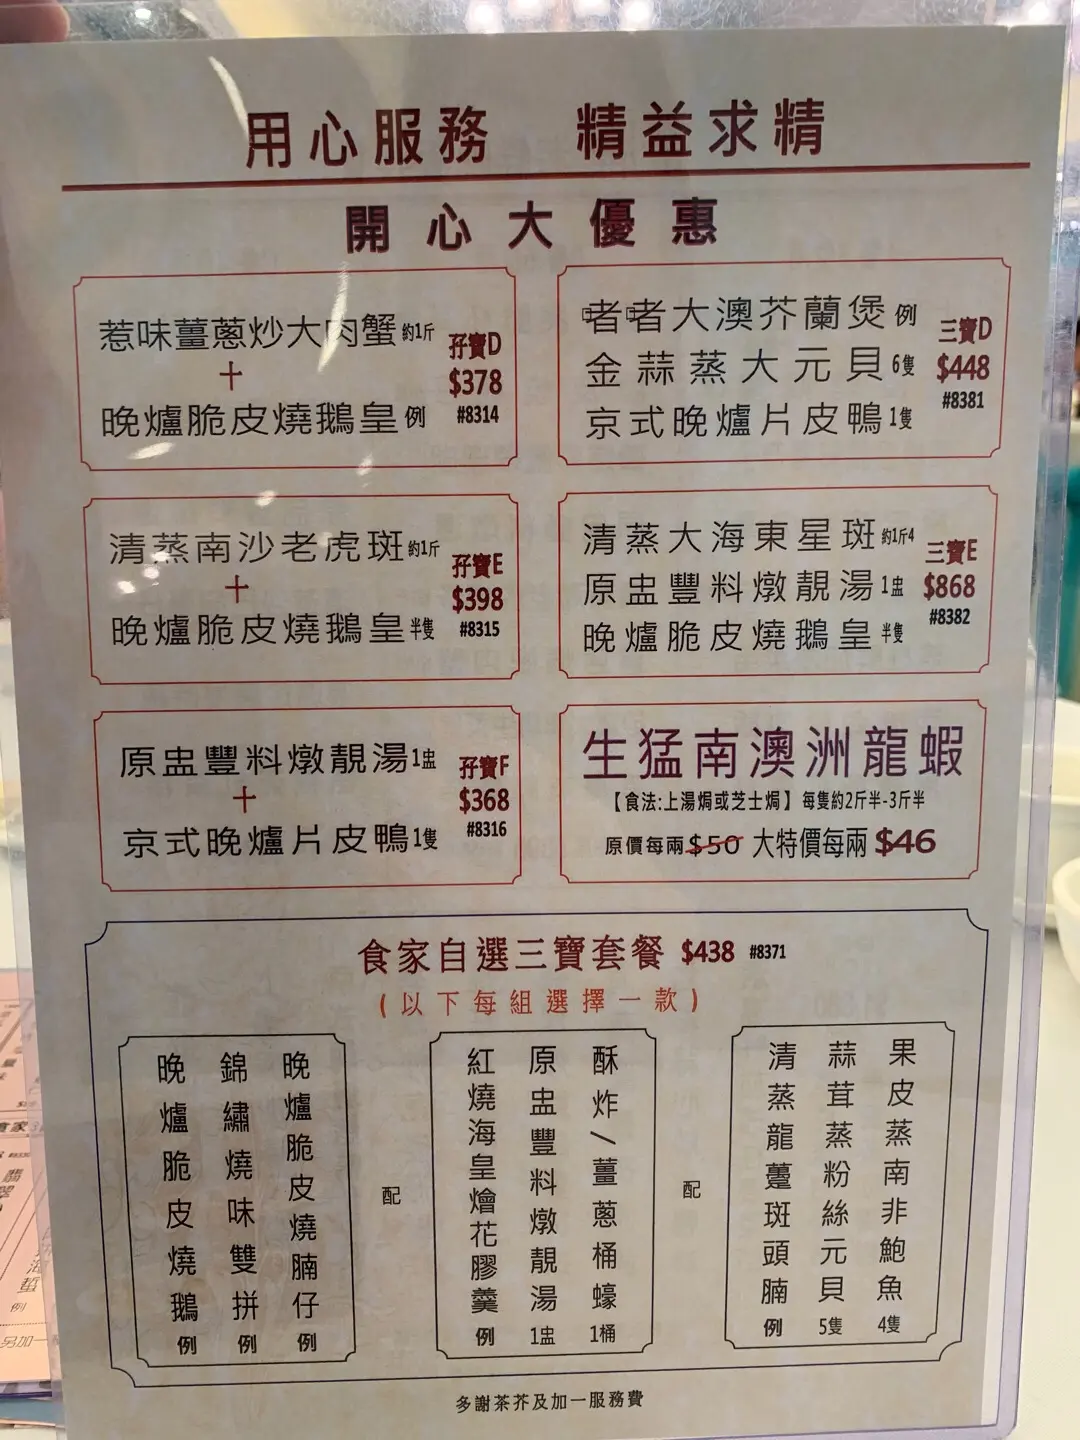 用心服務 精益求精
開心大優惠
惹味薑蔥炒大肉蟹 約1斤
十
晚爐脆皮燒鵝皇 例
孖寶D
$378
#8314
啫啫大澳芥蘭煲 例
金蒜蒸大元貝 6隻
京式晚爐片皮鴨 1隻
三寶D
$448
#8381
清蒸南沙老虎斑 約1斤
十
晚爐脆皮燒鵝皇 半隻
孖寶E
$398
#8315
清蒸大海東星斑 約1斤4
原盅豐料燉靚湯 1盅
晚爐脆皮燒鵝皇 半隻
三寶E
$868
#8382
原盅豐料燉靚湯 1盅
十
京式晚爐片皮鴨 1隻
孖寶F
$368
#8316
生猛南澳洲龍蝦
【食法:上湯焗或芝士焗】每隻約2斤半-3斤半
原價每兩$50 大特價每兩 $46
食家自選三寶套餐 $438 #8371
(以下每組選擇一款)
晚爐脆皮燒鵝 例
錦繡燒味雙拼 例
晚爐脆皮燒腩仔 例
配
紅燒海皇燴花膠羹 例
原盅豐料燉靚湯 1盅
酥炸/薑蔥桶蠔 1桶
配
清蒸龍躉斑頭腩 例
蒜茸蒸粉絲元貝 5隻
果皮蒸南非鮑魚 4隻
多謝茶芥及加一服務費